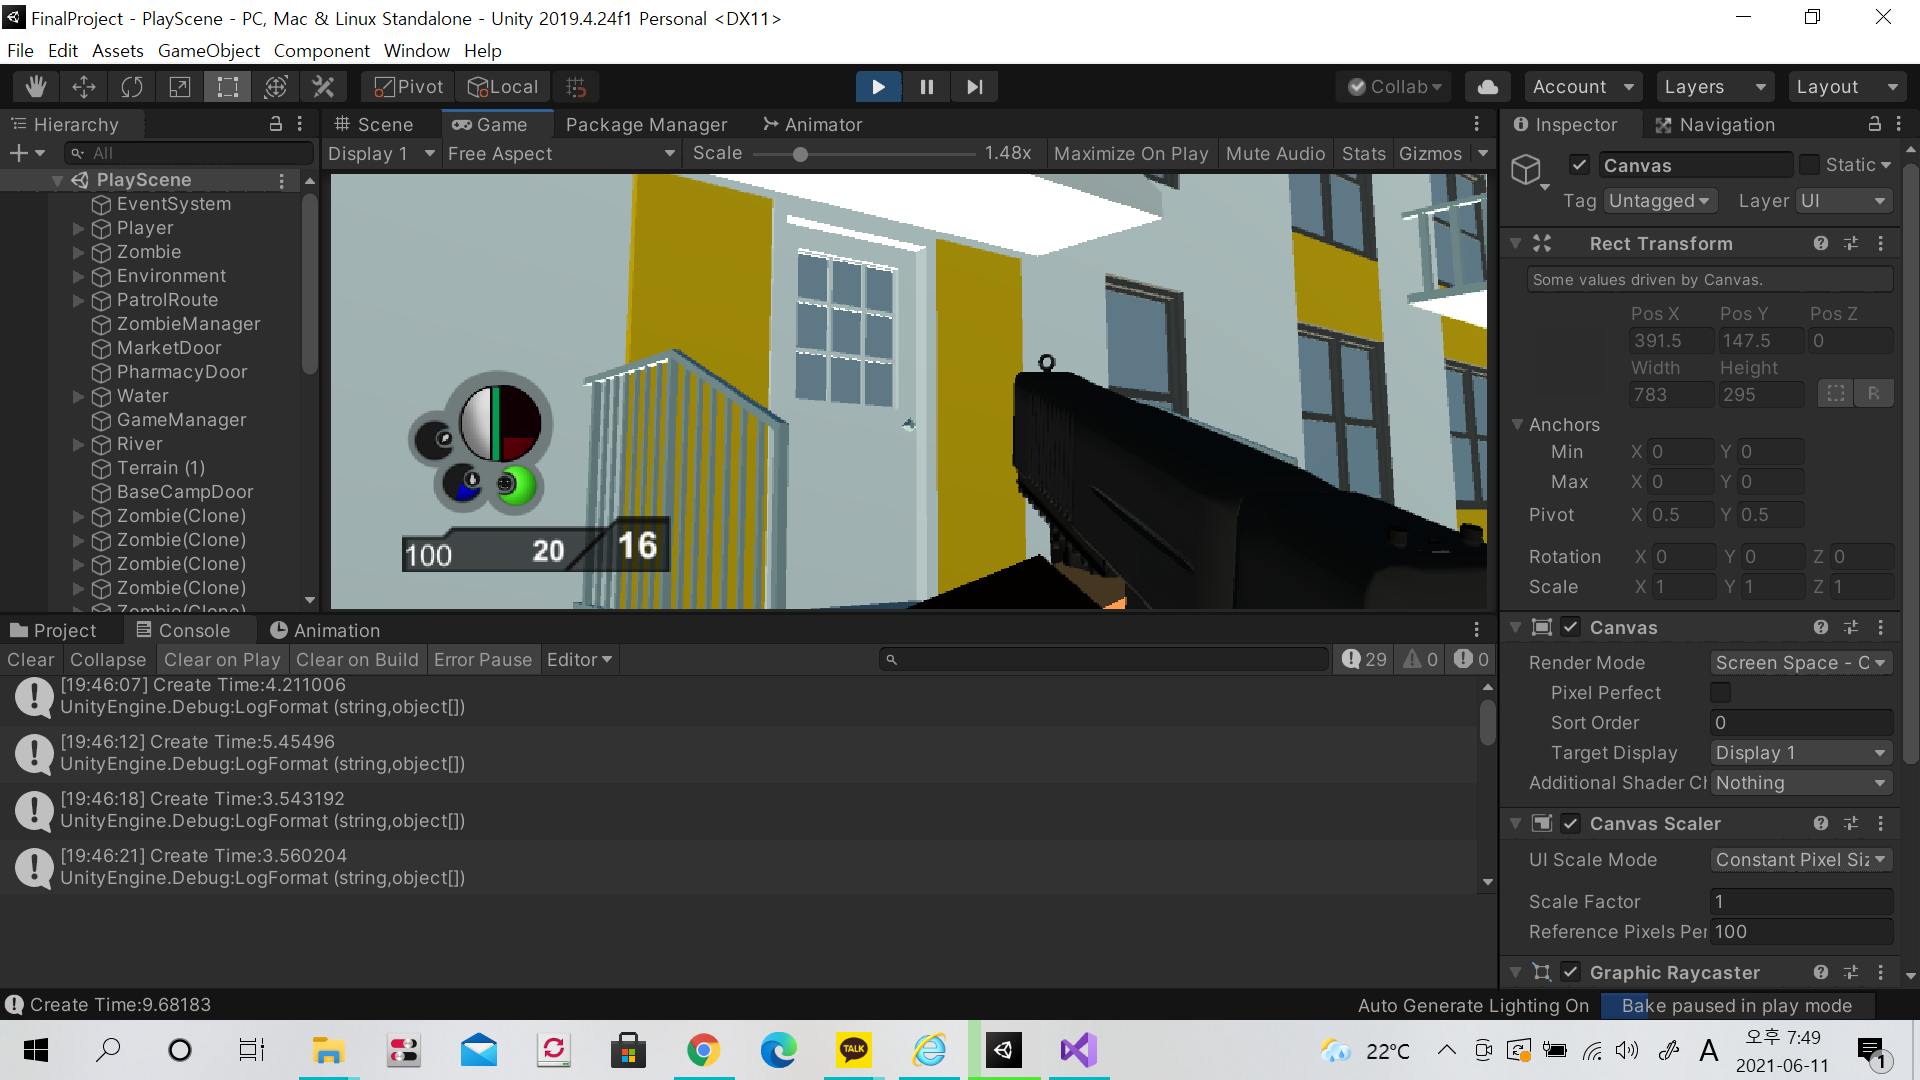 FinalProject - PlayScene - PC, Mac & Linux Standalone - Unity 2019.4.24f1 Personal <DX11>
File Edit Assets GameObject Component Window Help
Pivot Local Collab Account Layers Layout
Hierarchy
All
PlayScene
EventSystem
Player
Zombie
Environment
PatrolRoute
ZombieManager
MarketDoor
PharmacyDoor
Water
GameManager
River
Terrain (1)
BaseCampDoor
Zombie(Clone)
Zombie(Clone)
Zombie(Clone)
Zombie(Clone)
Zombie(Clone)
Scene Game Package Manager Animator
Display 1 Free Aspect Scale 1.48x Maximize On Play Mute Audio Stats Gizmos
100 20 16
Project Console Animation
Clear Collapse Clear on Play Clear on Build Error Pause Editor 29 0 0
[19:46:07] Create Time:4.211006
UnityEngine.Debug:LogFormat (string,object[])
[19:46:12] Create Time:5.45496
UnityEngine.Debug:LogFormat (string,object[])
[19:46:18] Create Time:3.543192
UnityEngine.Debug:LogFormat (string,object[])
[19:46:21] Create Time:3.560204
UnityEngine.Debug:LogFormat (string,object[])
Inspector Navigation
Canvas Static
Tag Untagged Layer UI
Rect Transform
Some values driven by Canvas.
Pos X Pos Y Pos Z
391.5 147.5 0
Width Height
783 295 R
Anchors
Min X 0 Y 0
Max X 0 Y 0
Pivot X 0.5 Y 0.5
Rotation X 0 Y 0 Z 0
Scale X 1 Y 1 Z 1
Canvas
Render Mode Screen Space - O
Pixel Perfect
Sort Order 0
Target Display Display 1
Additional Shader Cl Nothing
Canvas Scaler
UI Scale Mode Constant Pixel Siz
Scale Factor 1
Reference Pixels Per 100
Graphic Raycaster
Create Time:9.68183
Auto Generate Lighting On Bake paused in play mode
TALK
22°C A 오후 7:49
2021-06-11
1